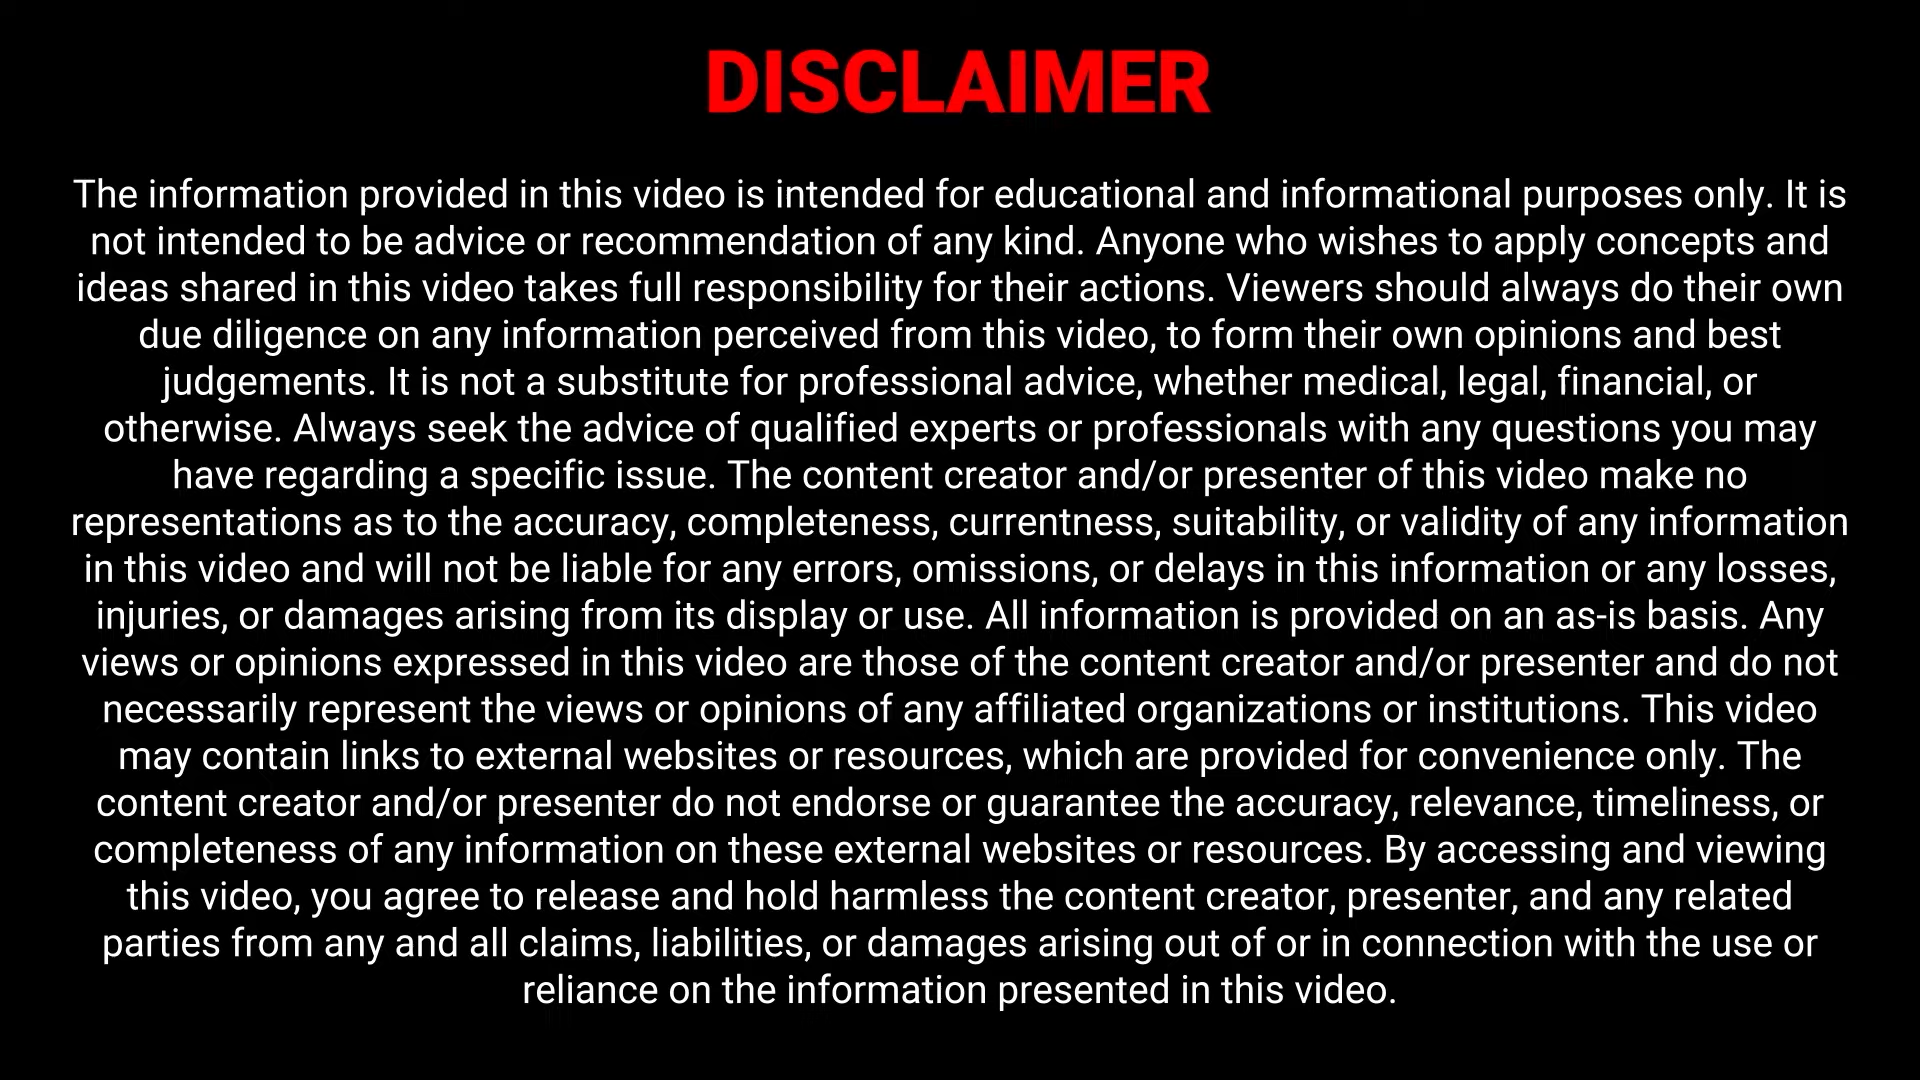 DISCLAIMER
The information provided in this video is intended for educational and informational purposes only. It is
not intended to be advice or recommendation of any kind. Anyone who wishes to apply concepts and
ideas shared in this video takes full responsibility for their actions. Viewers should always do their own
due diligence on any information perceived from this video, to form their own opinions and best
judgements. It is not a substitute for professional advice, whether medical, legal, financial, or
otherwise. Always seek the advice of qualified experts or professionals with any questions you may
have regarding a specific issue. The content creator and/or presenter of this video make no
representations as to the accuracy, completeness, currentness, suitability, or validity of any information
in this video and will not be liable for any errors, omissions, or delays in this information or any losses,
injuries, or damages arising from its display or use. All information is provided on an as-is basis. Any
views or opinions expressed in this video are those of the content creator and/or presenter and do not
necessarily represent the views or opinions of any affiliated organizations or institutions. This video
may contain links to external websites or resources, which are provided for convenience only. The
content creator and/or presenter do not endorse or guarantee the accuracy, relevance, timeliness, or
completeness of any information on these external websites or resources. By accessing and viewing
this video, you agree to release and hold harmless the content creator, presenter, and any related
parties from any and all claims, liabilities, or damages arising out of or in connection with the use or
reliance on the information presented in this video.